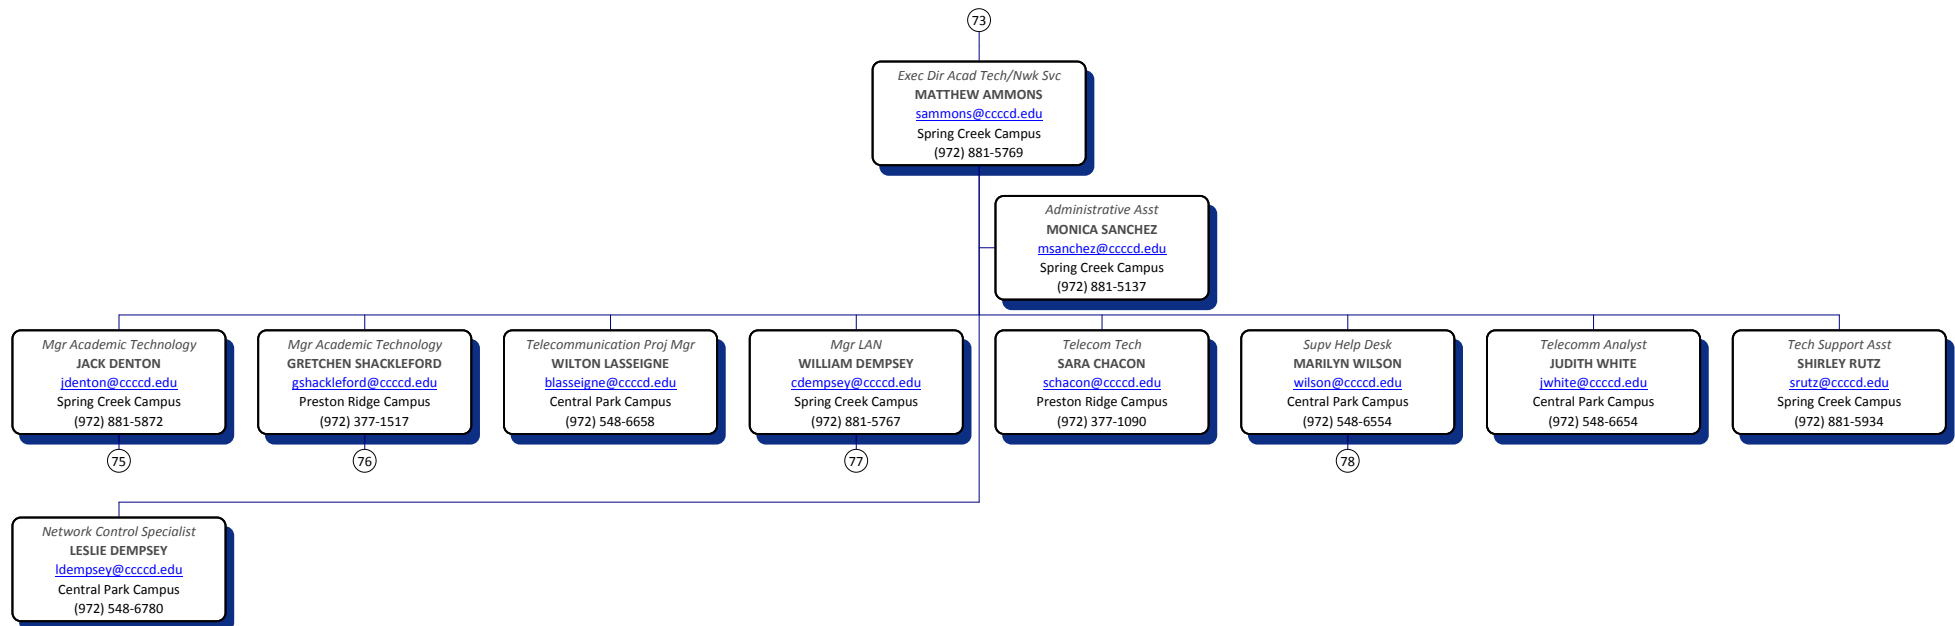 73
Exec Dir Acad Tech/Nwk Svc
MATTHEW AMMONS
sammons@ccccd.edu
Spring Creek Campus
(972) 881-5769
Administrative Asst
MONICA SANCHEZ
msanchez@ccccd.edu
Spring Creek Campus
(972) 881-5137
Mgr Academic Technology
JACK DENTON
jdenton@ccccd.edu
Spring Creek Campus
(972) 881-5872
75
Mgr Academic Technology
GRETCHEN SHACKLEFORD
gshackleford@ccccd.edu
Preston Ridge Campus
(972) 377-1517
76
Telecommunication Proj Mgr
WILTON LASSEIGNE
blasseigne@ccccd.edu
Central Park Campus
(972) 548-6658
Mgr LAN
WILLIAM DEMPSEY
cdempsey@ccccd.edu
Spring Creek Campus
(972) 881-5767
77
Telecom Tech
SARA CHACON
schacon@ccccd.edu
Preston Ridge Campus
(972) 377-1090
Supv Help Desk
MARILYN WILSON
wilson@ccccd.edu
Central Park Campus
(972) 548-6554
78
Telecomm Analyst
JUDITH WHITE
jwhite@ccccd.edu
Central Park Campus
(972) 548-6654
Tech Support Asst
SHIRLEY RUTZ
srutz@ccccd.edu
Spring Creek Campus
(972) 881-5934
Network Control Specialist
LESLIE DEMPSEY
ldempsey@ccccd.edu
Central Park Campus
(972) 548-6780